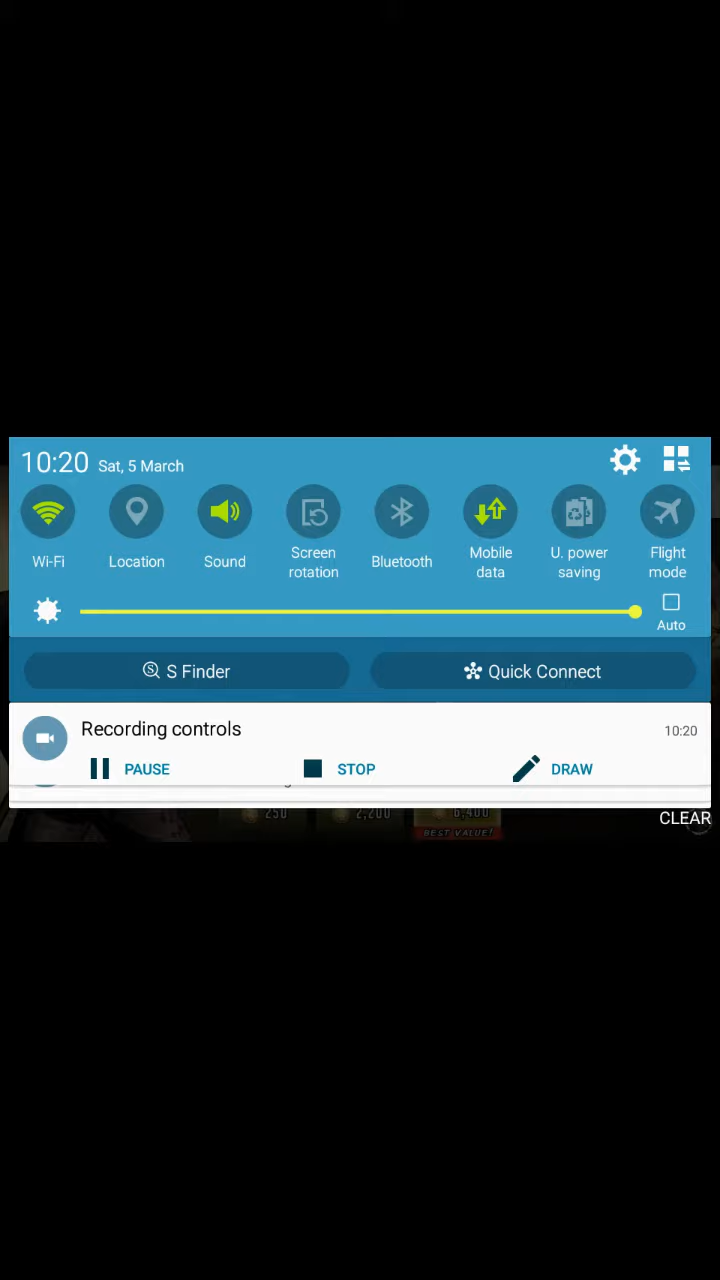 10:20 Sat, 5 March
Wi-Fi
Location
Sound
Screen
rotation
Bluetooth
Mobile
data
U. power
saving
Flight
mode
Auto
S Finder
Quick Connect
Recording controls
10:20
PAUSE
STOP
DRAW
250
2,200
6,400
BEST VALUE!
CLEAR